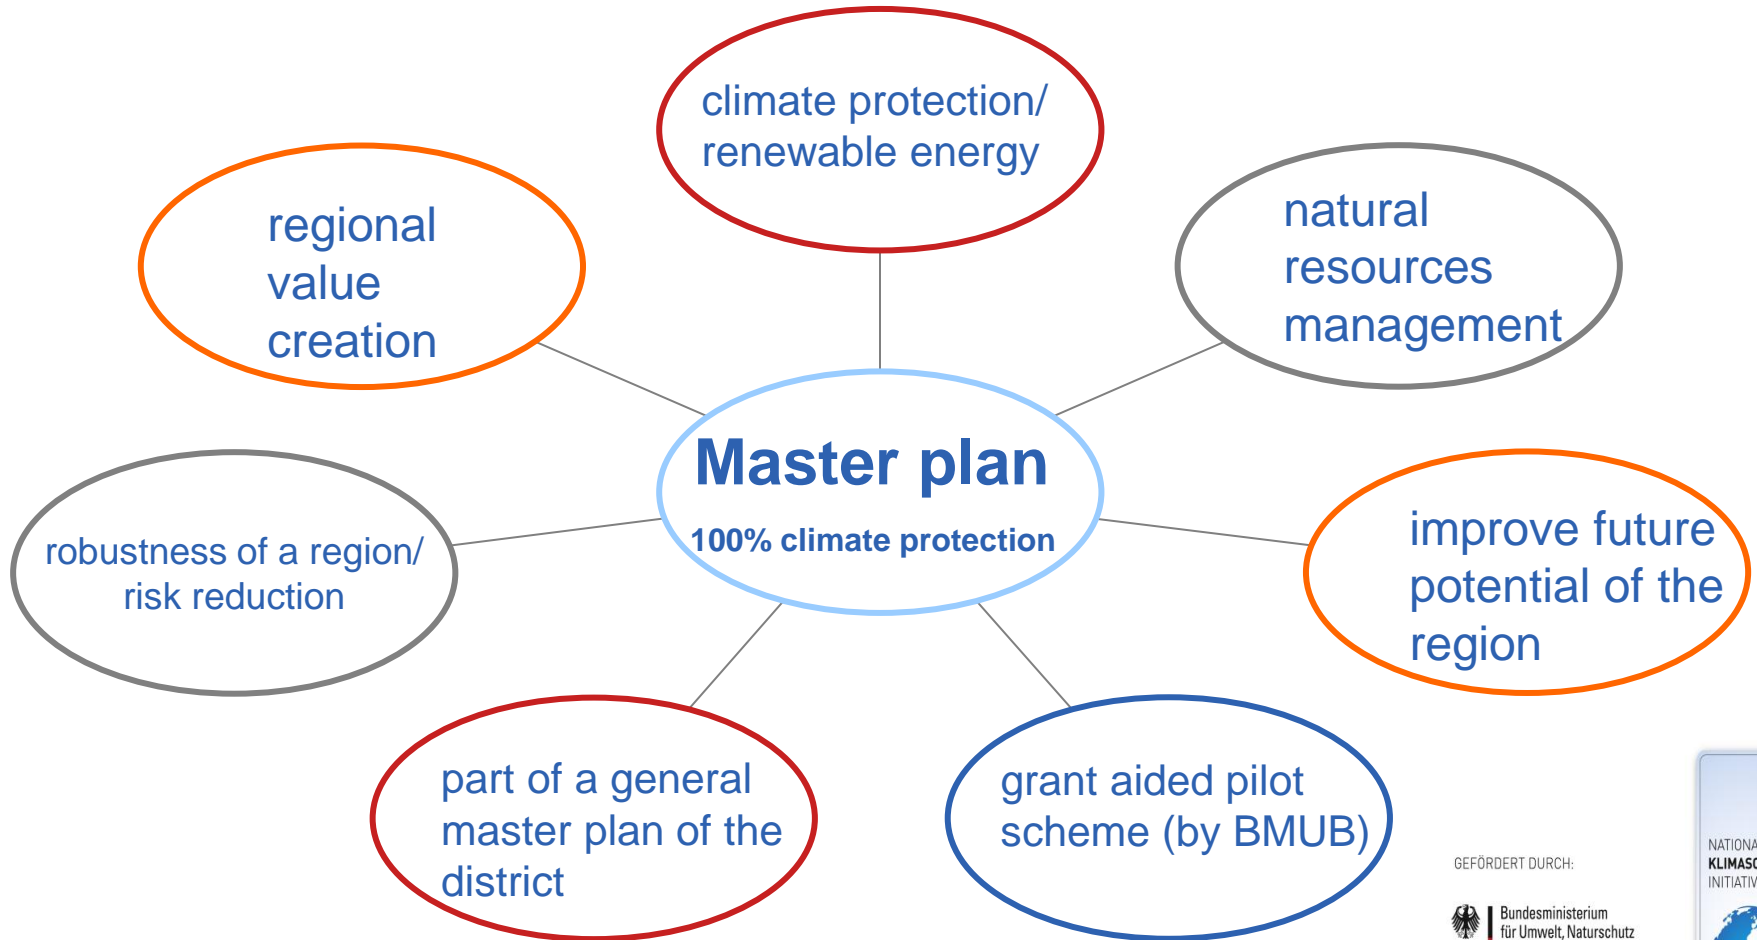 climate protection/
renewable energy
regional
value
creation
natural
resources
management
Master plan
100% climate protection
robustness of a region/
risk reduction
improve future
potential of the
region
part of a general
master plan of the
district
grant aided pilot
scheme (by BMUB)
GEFÖRDERT DURCH:
Bundesministerium
für Umwelt, Naturschutz